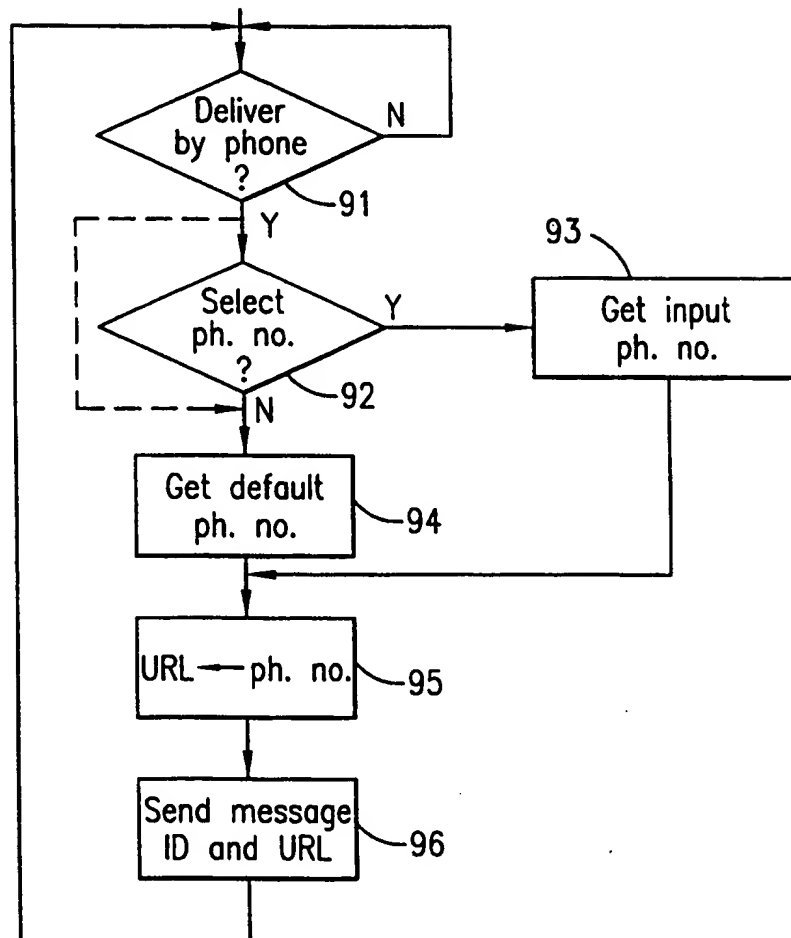 Deliver
by phone
?
N
91
Y
Select
ph. no.
?
Y
92
N
93
Get input
ph. no.
Get default
ph. no.
94
URL ← ph. no.
95
Send message
ID and URL
96